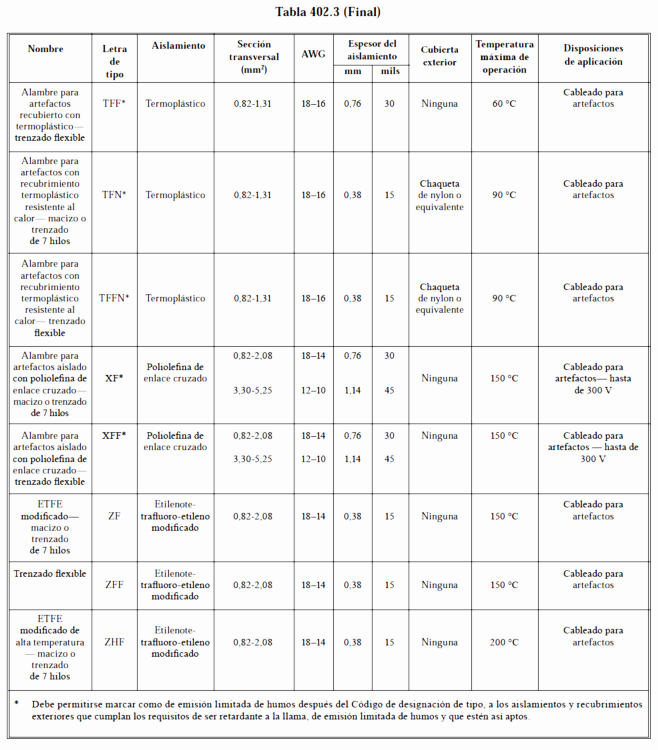 Tabla 402.3 (Final)
Nombre
Letra
de
tipo
Aislamiento
Sección
transversal
(mm²)
AWG
Espesor del
aislamiento
mm
mils
Cubierta
exterior
Temperatura
máxima de
operación
Disposiciones
de aplicación
Alambre para
artefactos
recubierto con
termoplástico—
trenzado flexible
TFF*
Termoplástico
0,82-1,31
18–16
0,76
30
Ninguna
60 °C
Cableado para
artefactos
Alambre para
artefactos con
recubrimiento
termoplástico
resistente al
calor— macizo o
trenzado
de 7 hilos
TFN*
Termoplástico
0,82-1,31
18–16
0,38
15
Chaqueta
de nylon o
equivalente
90 °C
Cableado para
artefactos
Alambre para
artefactos con
recubrimiento
termoplástico
resistente al
calor— trenzado
flexible
TFFN*
Termoplástico
0,82-1,31
18–16
0,38
15
Chaqueta
de nylon o
equivalente
90 °C
Cableado para
artefactos
Alambre para
artefactos aislado
con poliolefina de
enlace cruzado—
macizo o trenzado
de 7 hilos
XF*
Poliolefina de
enlace cruzado
0,82-2,08
18–14
0,76
30
3,30-5,25
12–10
1,14
45
Ninguna
150 °C
Cableado para
artefactos— hasta
de 300 V
Alambre para
artefactos aislado
con poliolefina de
enlace cruzado—
trenzado flexible
XFF*
Poliolefina de
enlace cruzado
0,82-2,08
18–14
0,76
30
3,30-5,25
12–10
1,14
45
Ninguna
150 °C
Cableado para
artefactos — hasta de
300 V
ETFE
modificado—
macizo o
trenzado
de 7 hilos
ZF
Etilenote-
trafluoro-etileno
modificado
0,82-2,08
18–14
0,38
15
Ninguna
150 °C
Cableado para
artefactos
Trenzado flexible
ZFF
Etilenote-
trafluoro-etileno
modificado
0,82-2,08
18–14
0,38
15
Ninguna
150 °C
Cableado para
artefactos
ETFE
modificado de
alta temperatura
— macizo o
trenzado
de 7 hilos
ZHF
Etilenote-
trafluoro-etileno
modificado
0,82-2,08
18–14
0,38
15
Ninguna
200 °C
Cableado para
artefactos
* Debe permitirse marcar como de emisión limitada de humos después del Código de designación de tipo, a los aislamientos y recubrimientos
exteriores que cumplan los requisitos de ser retardante a la llama, de emisión limitada de humos y que estén así aptos.